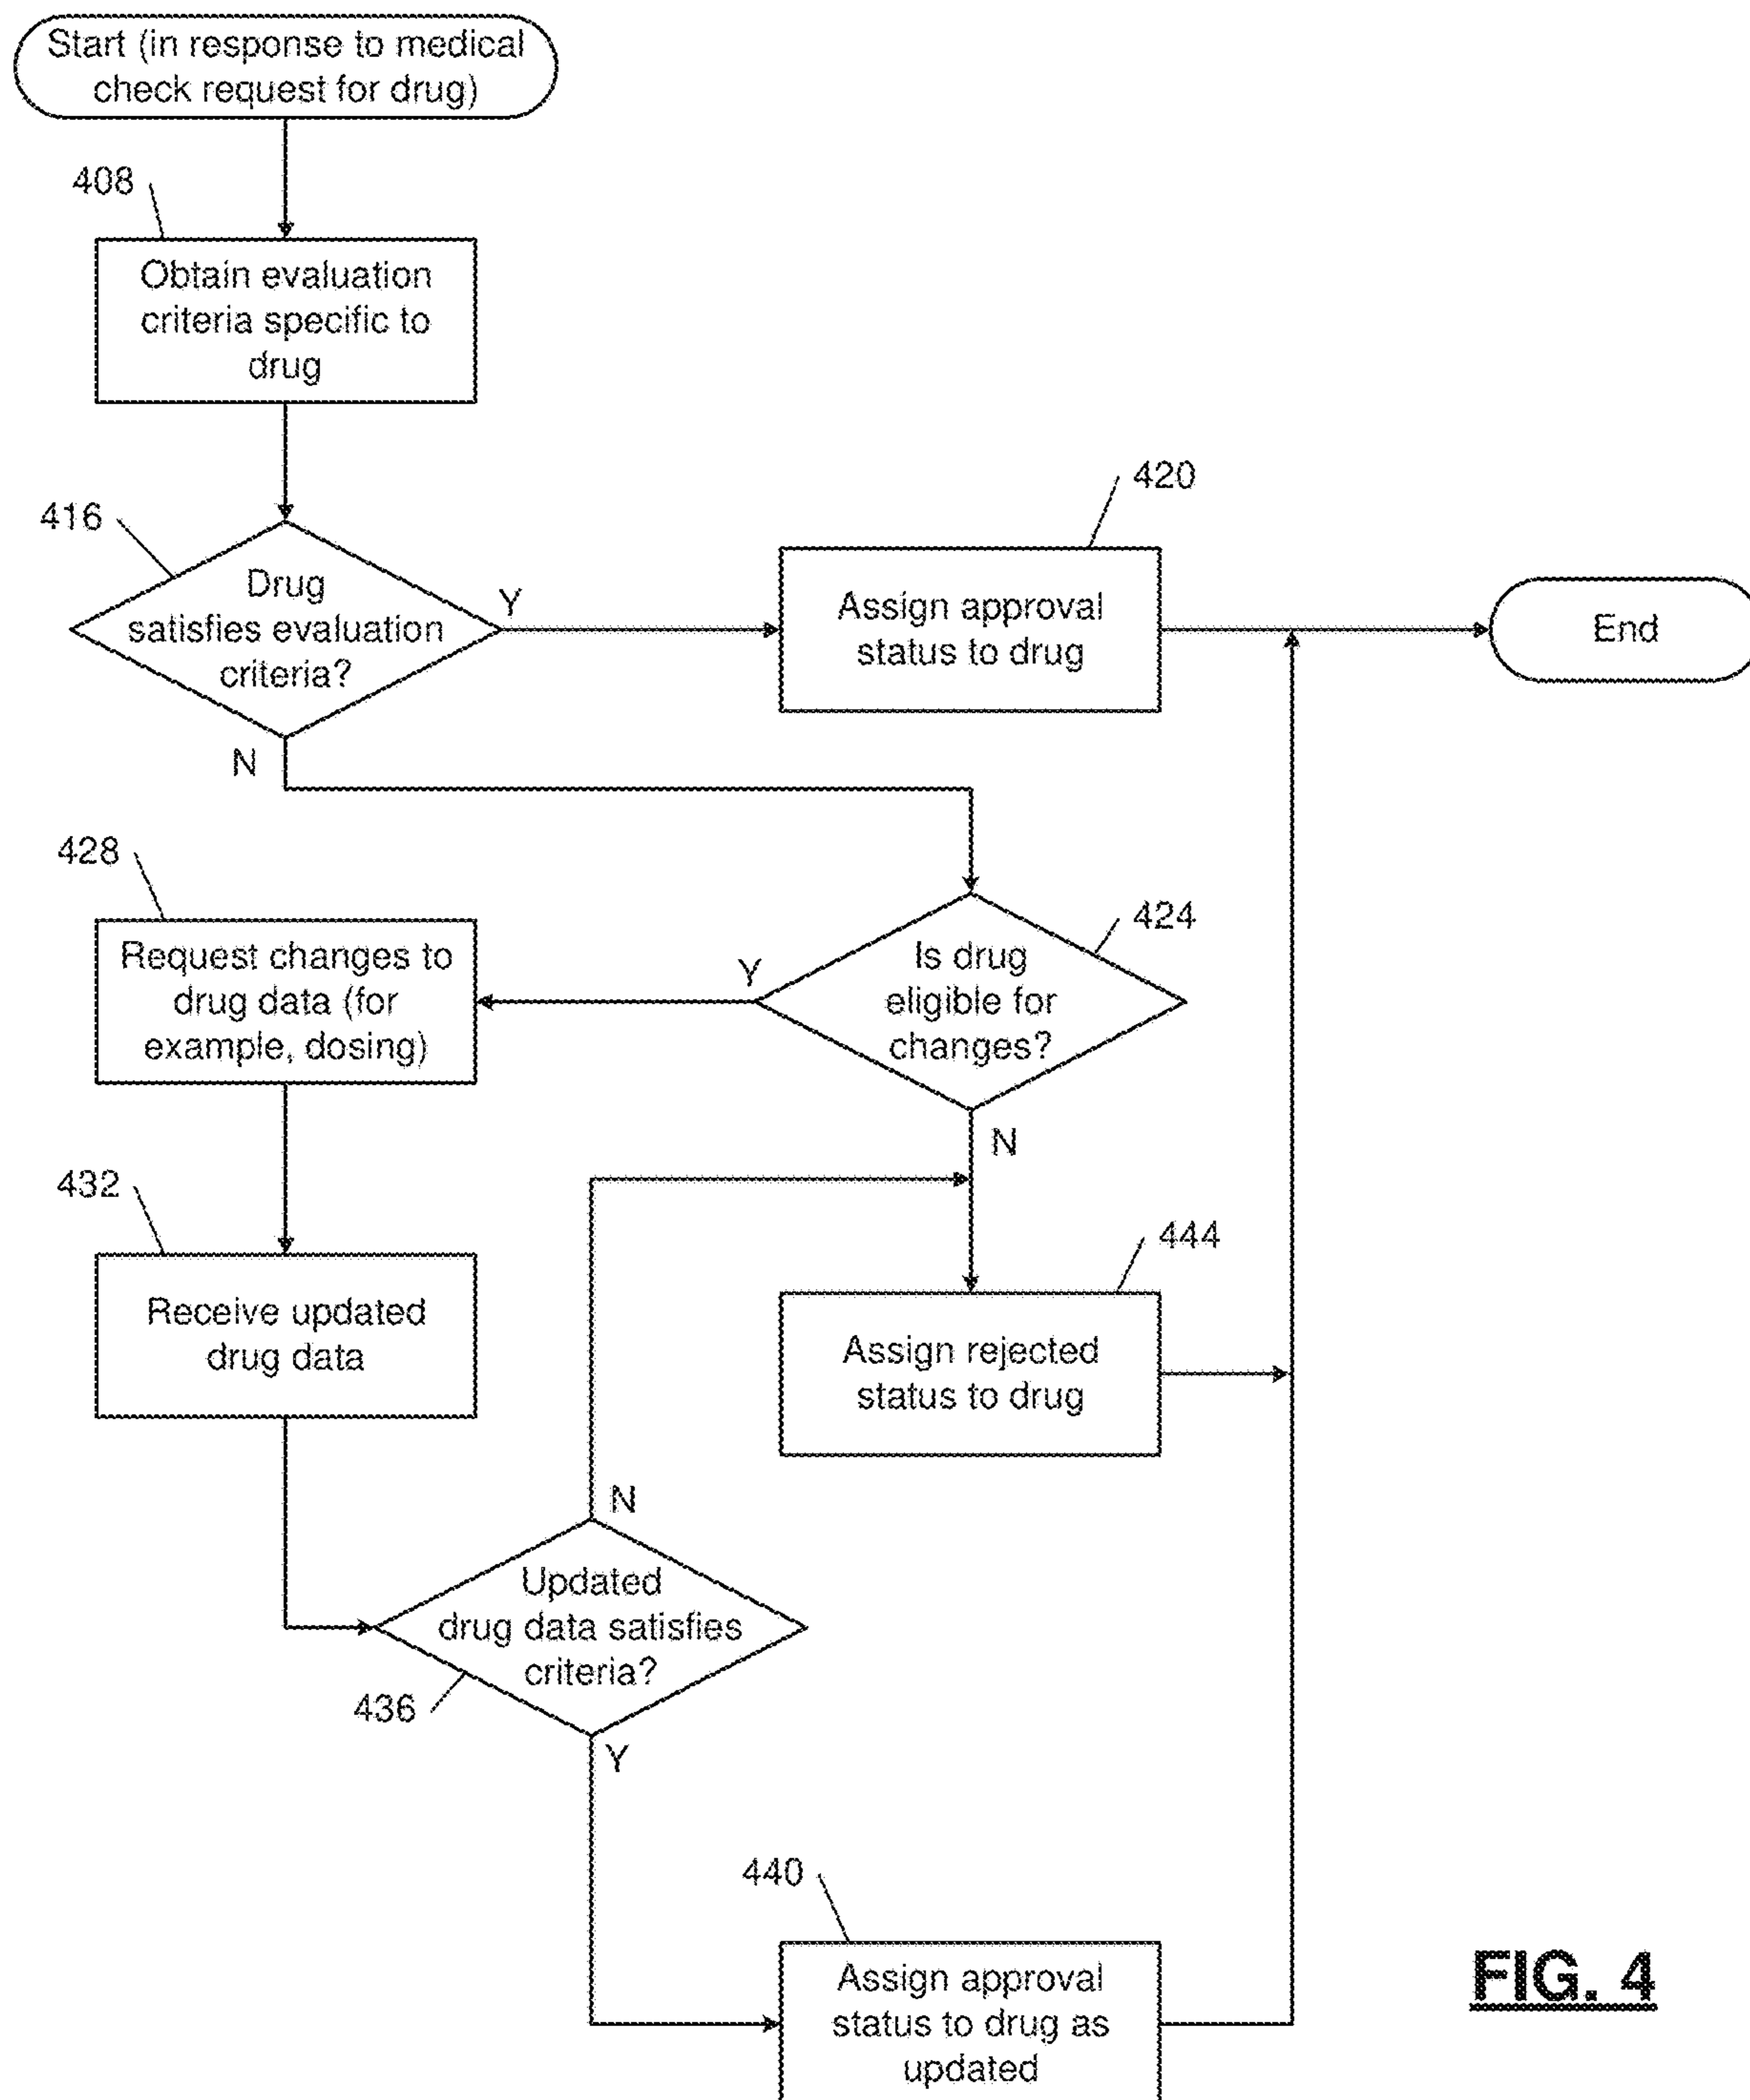 Start (in response to medical
check request for drug)
408
Obtain evaluation
criteria specific to
drug
416
Drug
satisfies evaluation
criteria?
Y
N
420
Assign approval
status to drug
End
428
Request changes to
drug data (for
example, dosing)
Y
424
Is drug
eligible for
changes?
N
432
Receive updated
drug data
444
Assign rejected
status to drug
N
Updated
drug data satisfies
criteria?
436
Y
440
Assign approval
status to drug as
updated
FIG. 4